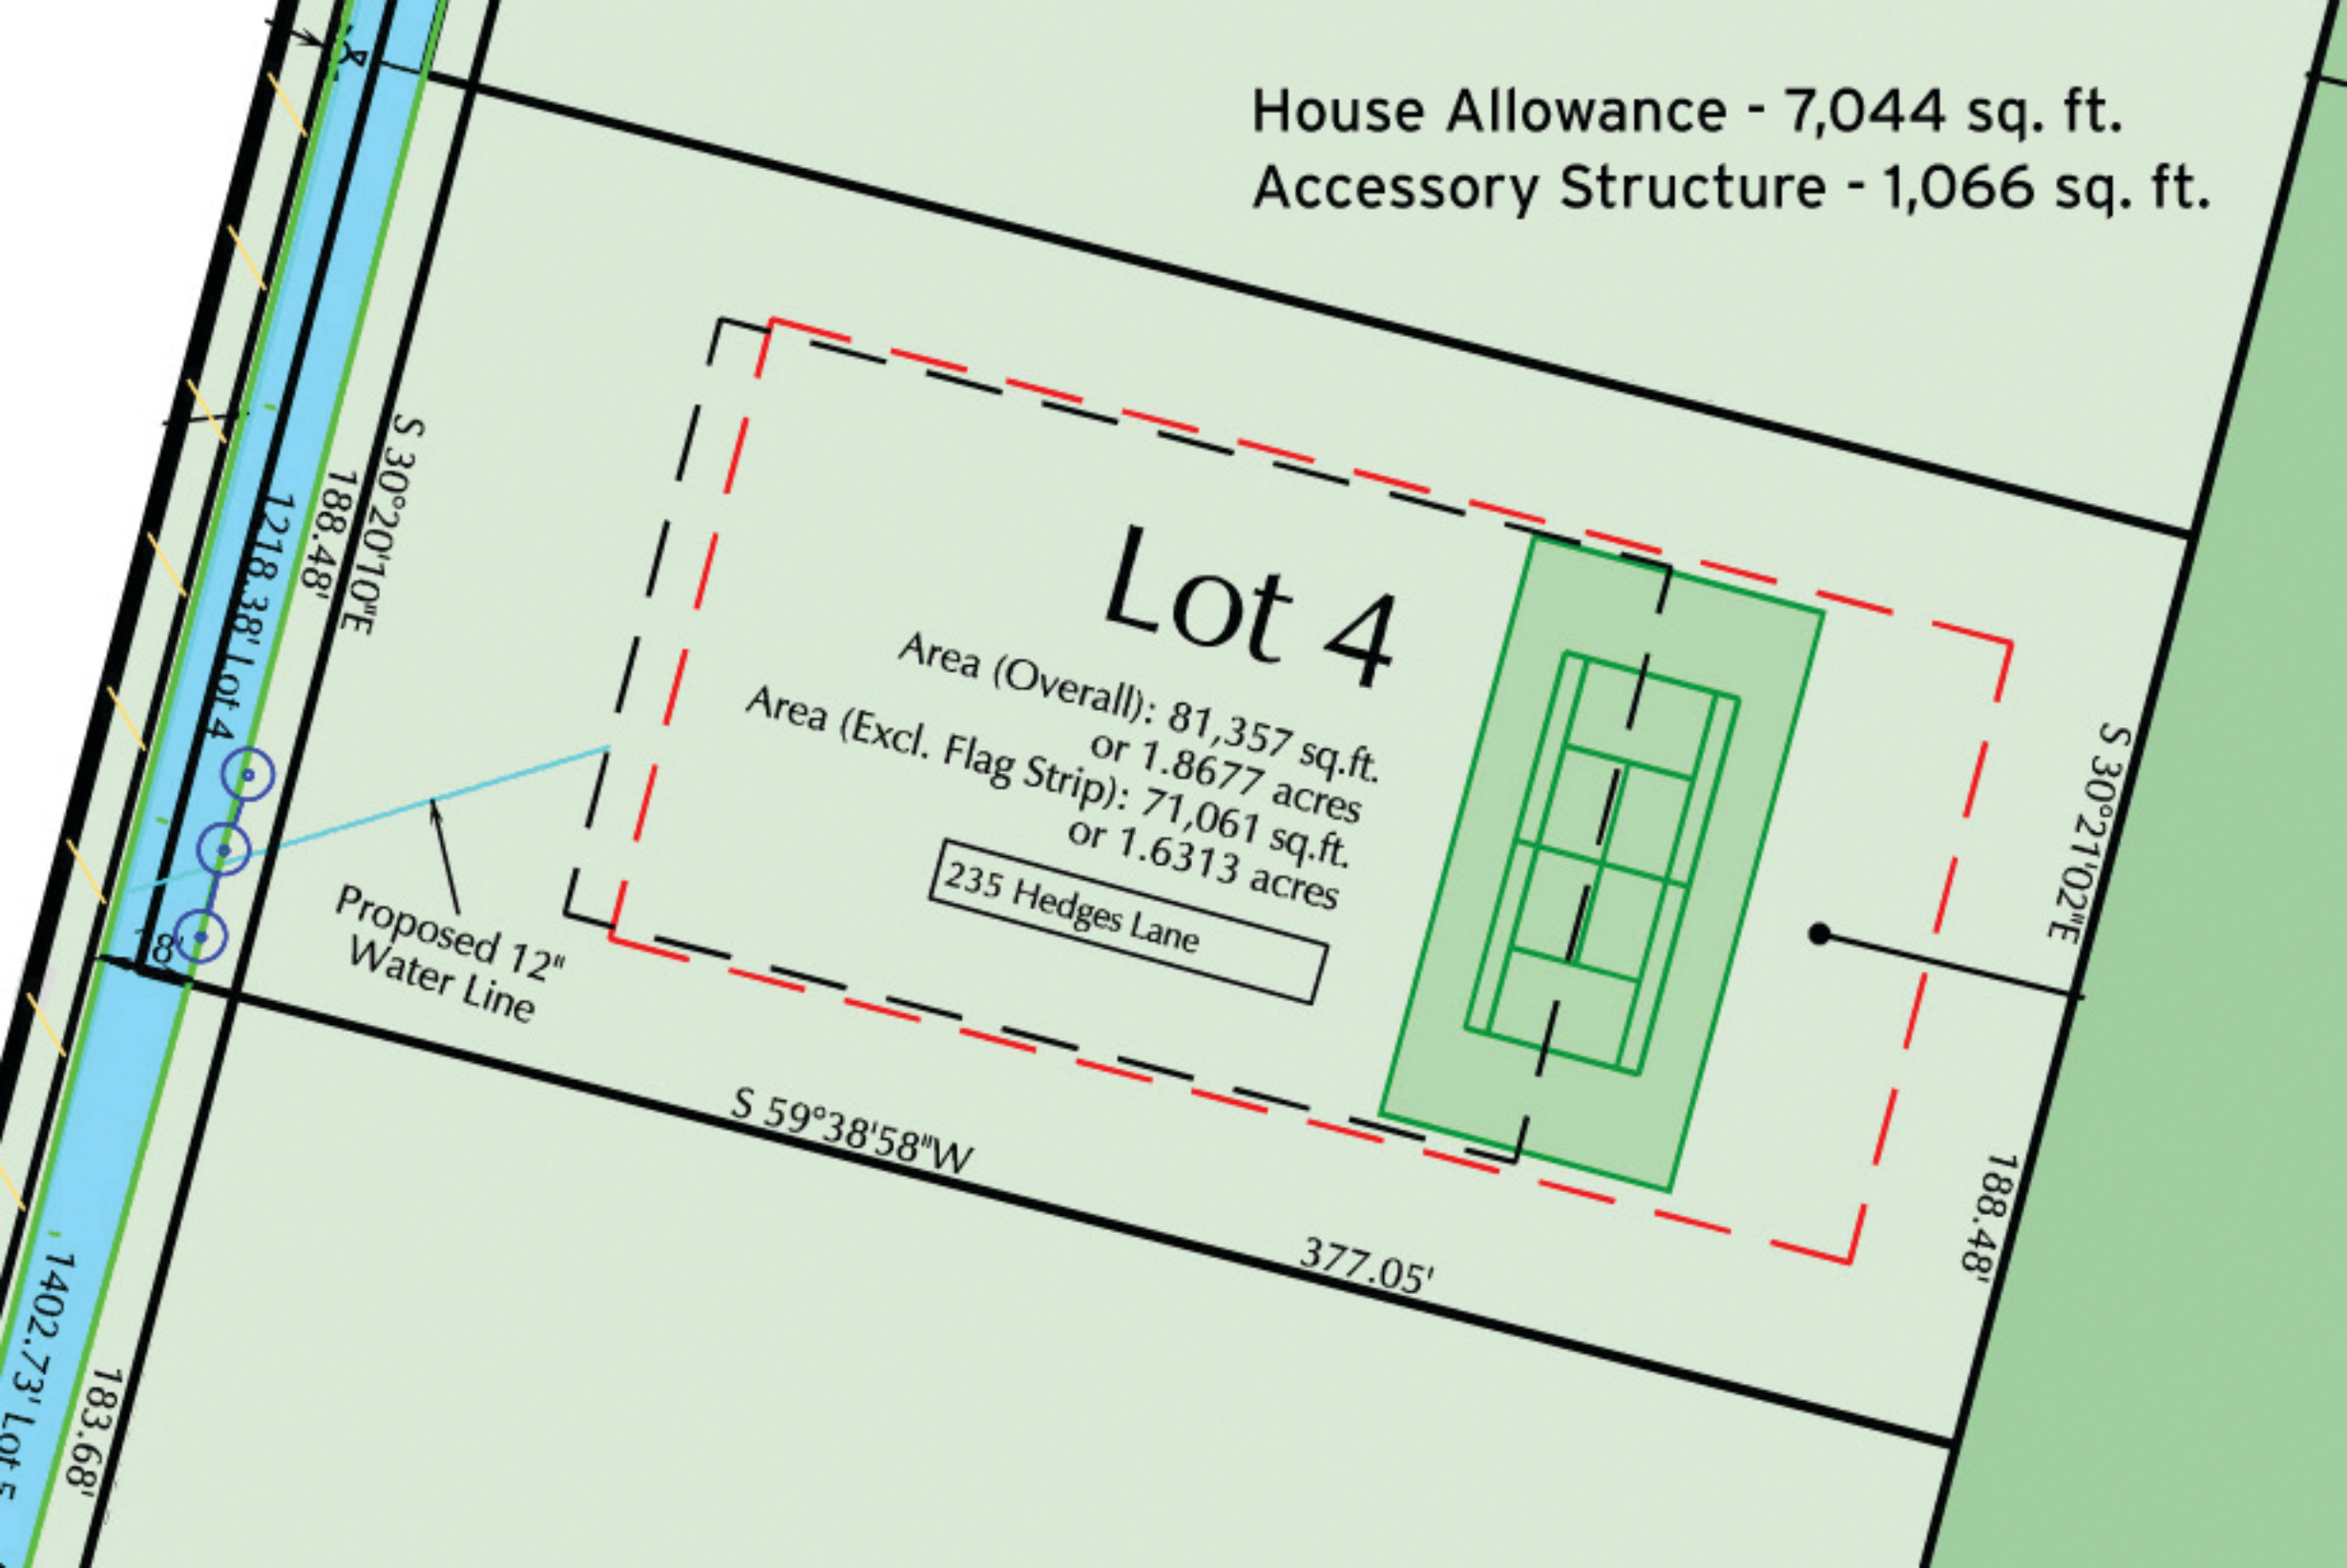 House Allowance - 7,044 sq. ft.
Accessory Structure - 1,066 sq. ft.
S 30°20'10"E
188.48'
1218.38' Lot 4
Lot 4
Area (Overall): 81,357 sq.ft.
or 1.8677 acres
Area (Excl. Flag Strip): 71,061 sq.ft.
or 1.6313 acres
235 Hedges Lane
S 30°21'02"E
188.48'
18'
Proposed 12"
Water Line
S 59°38'58"W
377.05'
1402.73' Lot 5
183.68'